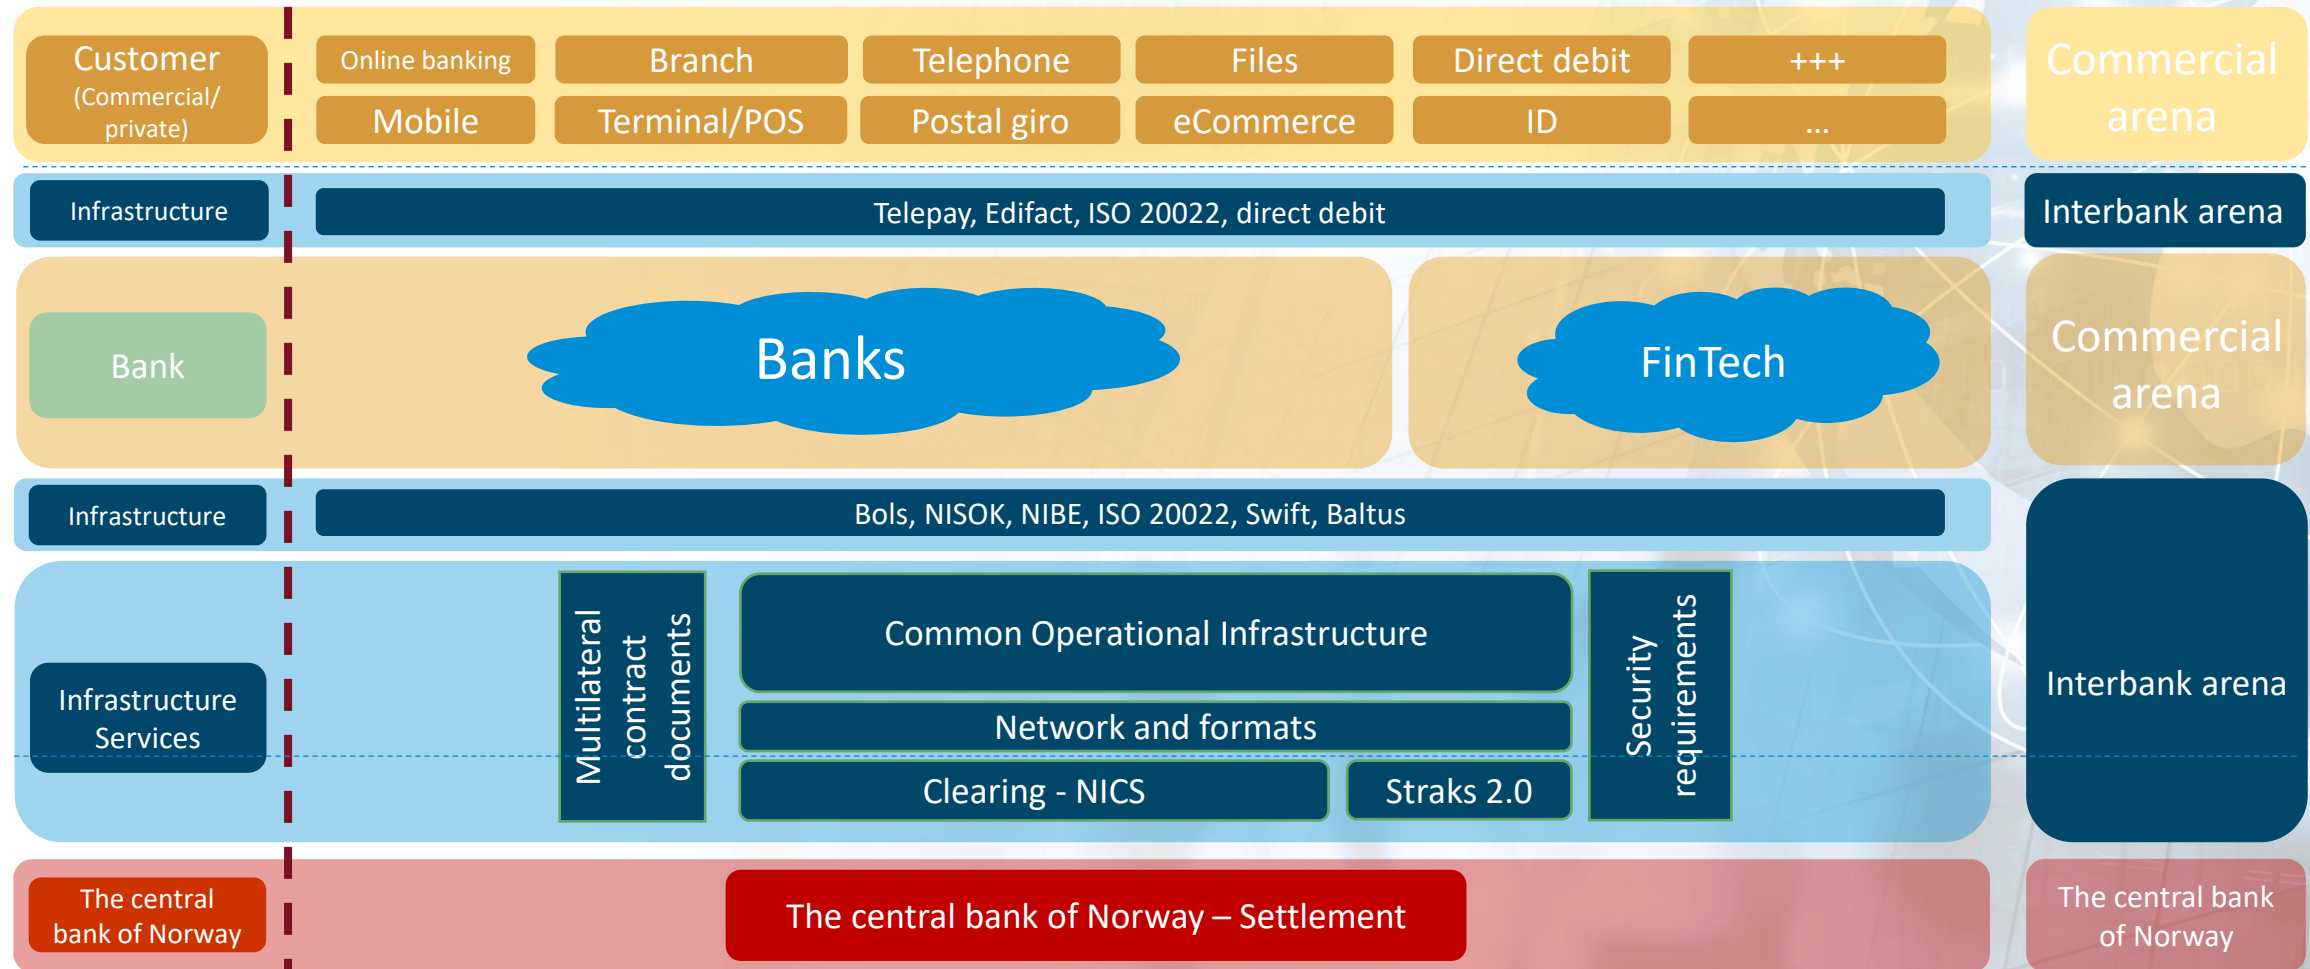 Customer
(Commercial/
private)
Online banking
Branch
Telephone
Files
Direct debit
+++
Mobile
Terminal/POS
Postal giro
eCommerce
ID
...
Commercial
arena
Infrastructure
Telepay, Edifact, ISO 20022, direct debit
Interbank arena
Bank
Banks
FinTech
Commercial
arena
Infrastructure
Bols, NISOK, NIBE, ISO 20022, Swift, Baltus
Infrastructure
Services
Multilateral
contract
documents
Common Operational Infrastructure
Network and formats
Clearing - NICS
Straks 2.0
Security
requirements
Interbank arena
The central
bank of Norway
The central bank of Norway – Settlement
The central bank
of Norway